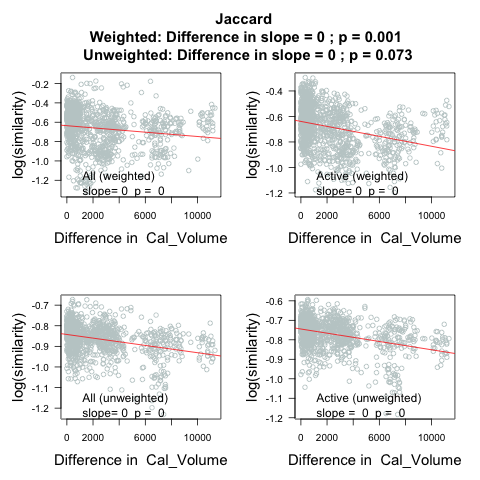 Jaccard
Weighted: Difference in slope = 0 ; p = 0.001
Unweighted: Difference in slope = 0 ; p = 0.073
log(similarity)
-0.2
-0.4
-0.6
-0.8
-1.0
-1.2
All (weighted)
slope= 0 p = 0
0 2000 6000 10000
Difference in Cal_Volume
log(similarity)
-0.4
-0.6
-0.8
-1.0
-1.2
Active (weighted)
slope= 0 p = 0
0 2000 6000 10000
Difference in Cal_Volume
log(similarity)
-0.7
-0.8
-0.9
-1.0
-1.1
-1.2
All (unweighted)
slope= 0 p = 0
0 2000 6000 10000
Difference in Cal_Volume
log(similarity)
-0.6
-0.7
-0.8
-0.9
-1.0
-1.1
-1.2
Active (unweighted)
slope= 0 p = 0
0 2000 6000 10000
Difference in Cal_Volume